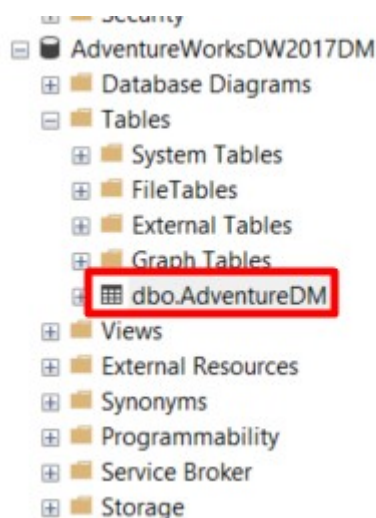 Security
AdventureWorksDW2017DM
Database Diagrams
Tables
System Tables
FileTables
External Tables
Graph Tables
dbo.AdventureDM
Views
External Resources
Synonyms
Programmability
Service Broker
Storage